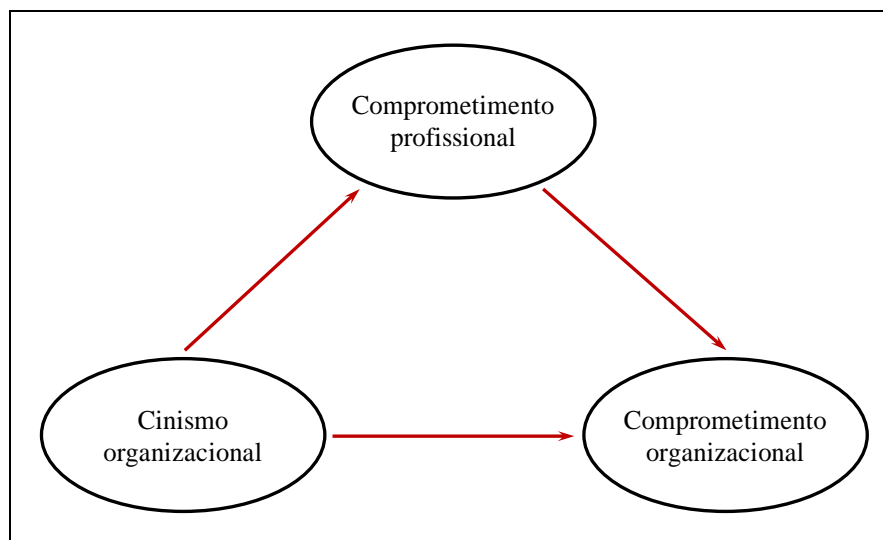 Comprometimento
profissional
Cinismo
organizacional
Comprometimento
organizacional